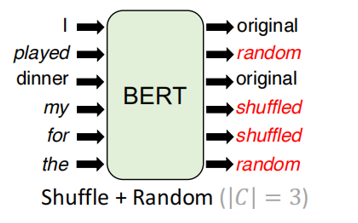 I original
played random
dinner original
BERT
my shuffled
for shuffled
the random
Shuffle + Random (|C| = 3)